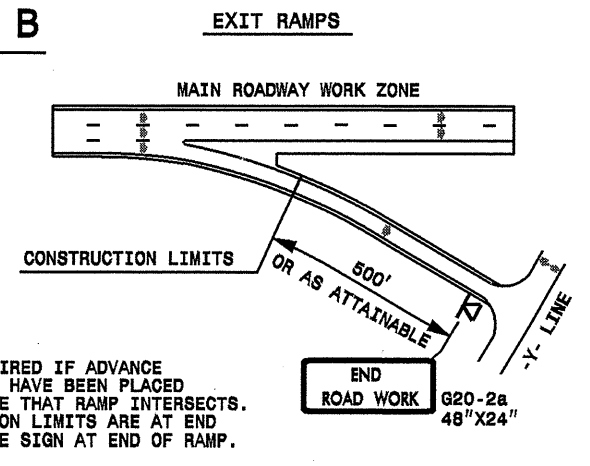 B
EXIT RAMPS
MAIN ROADWAY WORK ZONE
CONSTRUCTION LIMITS
500'
OR AS ATTAINABLE
-Y- LINE
END
ROAD WORK
G20-2a
48"X24"
IRED IF ADVANCE
HAVE BEEN PLACED
E THAT RAMP INTERSECTS.
ON LIMITS ARE AT END
E SIGN AT END OF RAMP.